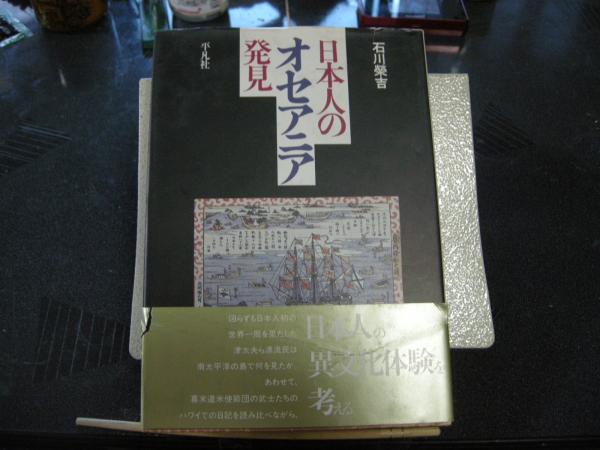 石川榮吉
日本人の
オセアニア
発見
平凡社
日本人の
異文化体験を
考える
図らずも日本人初の
世界一周を果たした
津太夫ら漂流民は
南太平洋の島で何を見たか。
あわせて、
幕末遣米使節団の武士たちの
ハワイでの日記を読み比べながら、